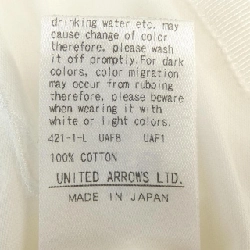 drinking water etc. may
cause change of color
therefore, please wash
it off promptly.For dark
colors, color migration
may occur from rubbing
therefore, please beware
when wearing it with
white or light colors.
421-1-L UAFB UAF1
100% COTTON
UNITED ARROWS LTD.
MADE IN JAPAN